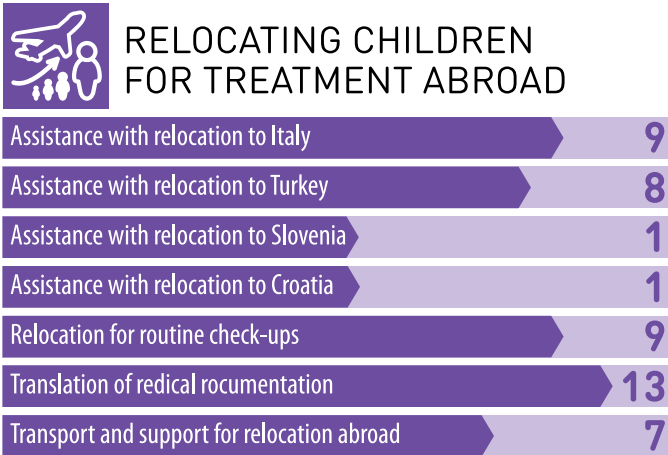 RELOCATING CHILDREN
FOR TREATMENT ABROAD
Assistance with relocation to Italy 9
Assistance with relocation to Turkey 8
Assistance with relocation to Slovenia 1
Assistance with relocation to Croatia 1
Relocation for routine check-ups 9
Translation of redical rocumentation 13
Transport and support for relocation abroad 7